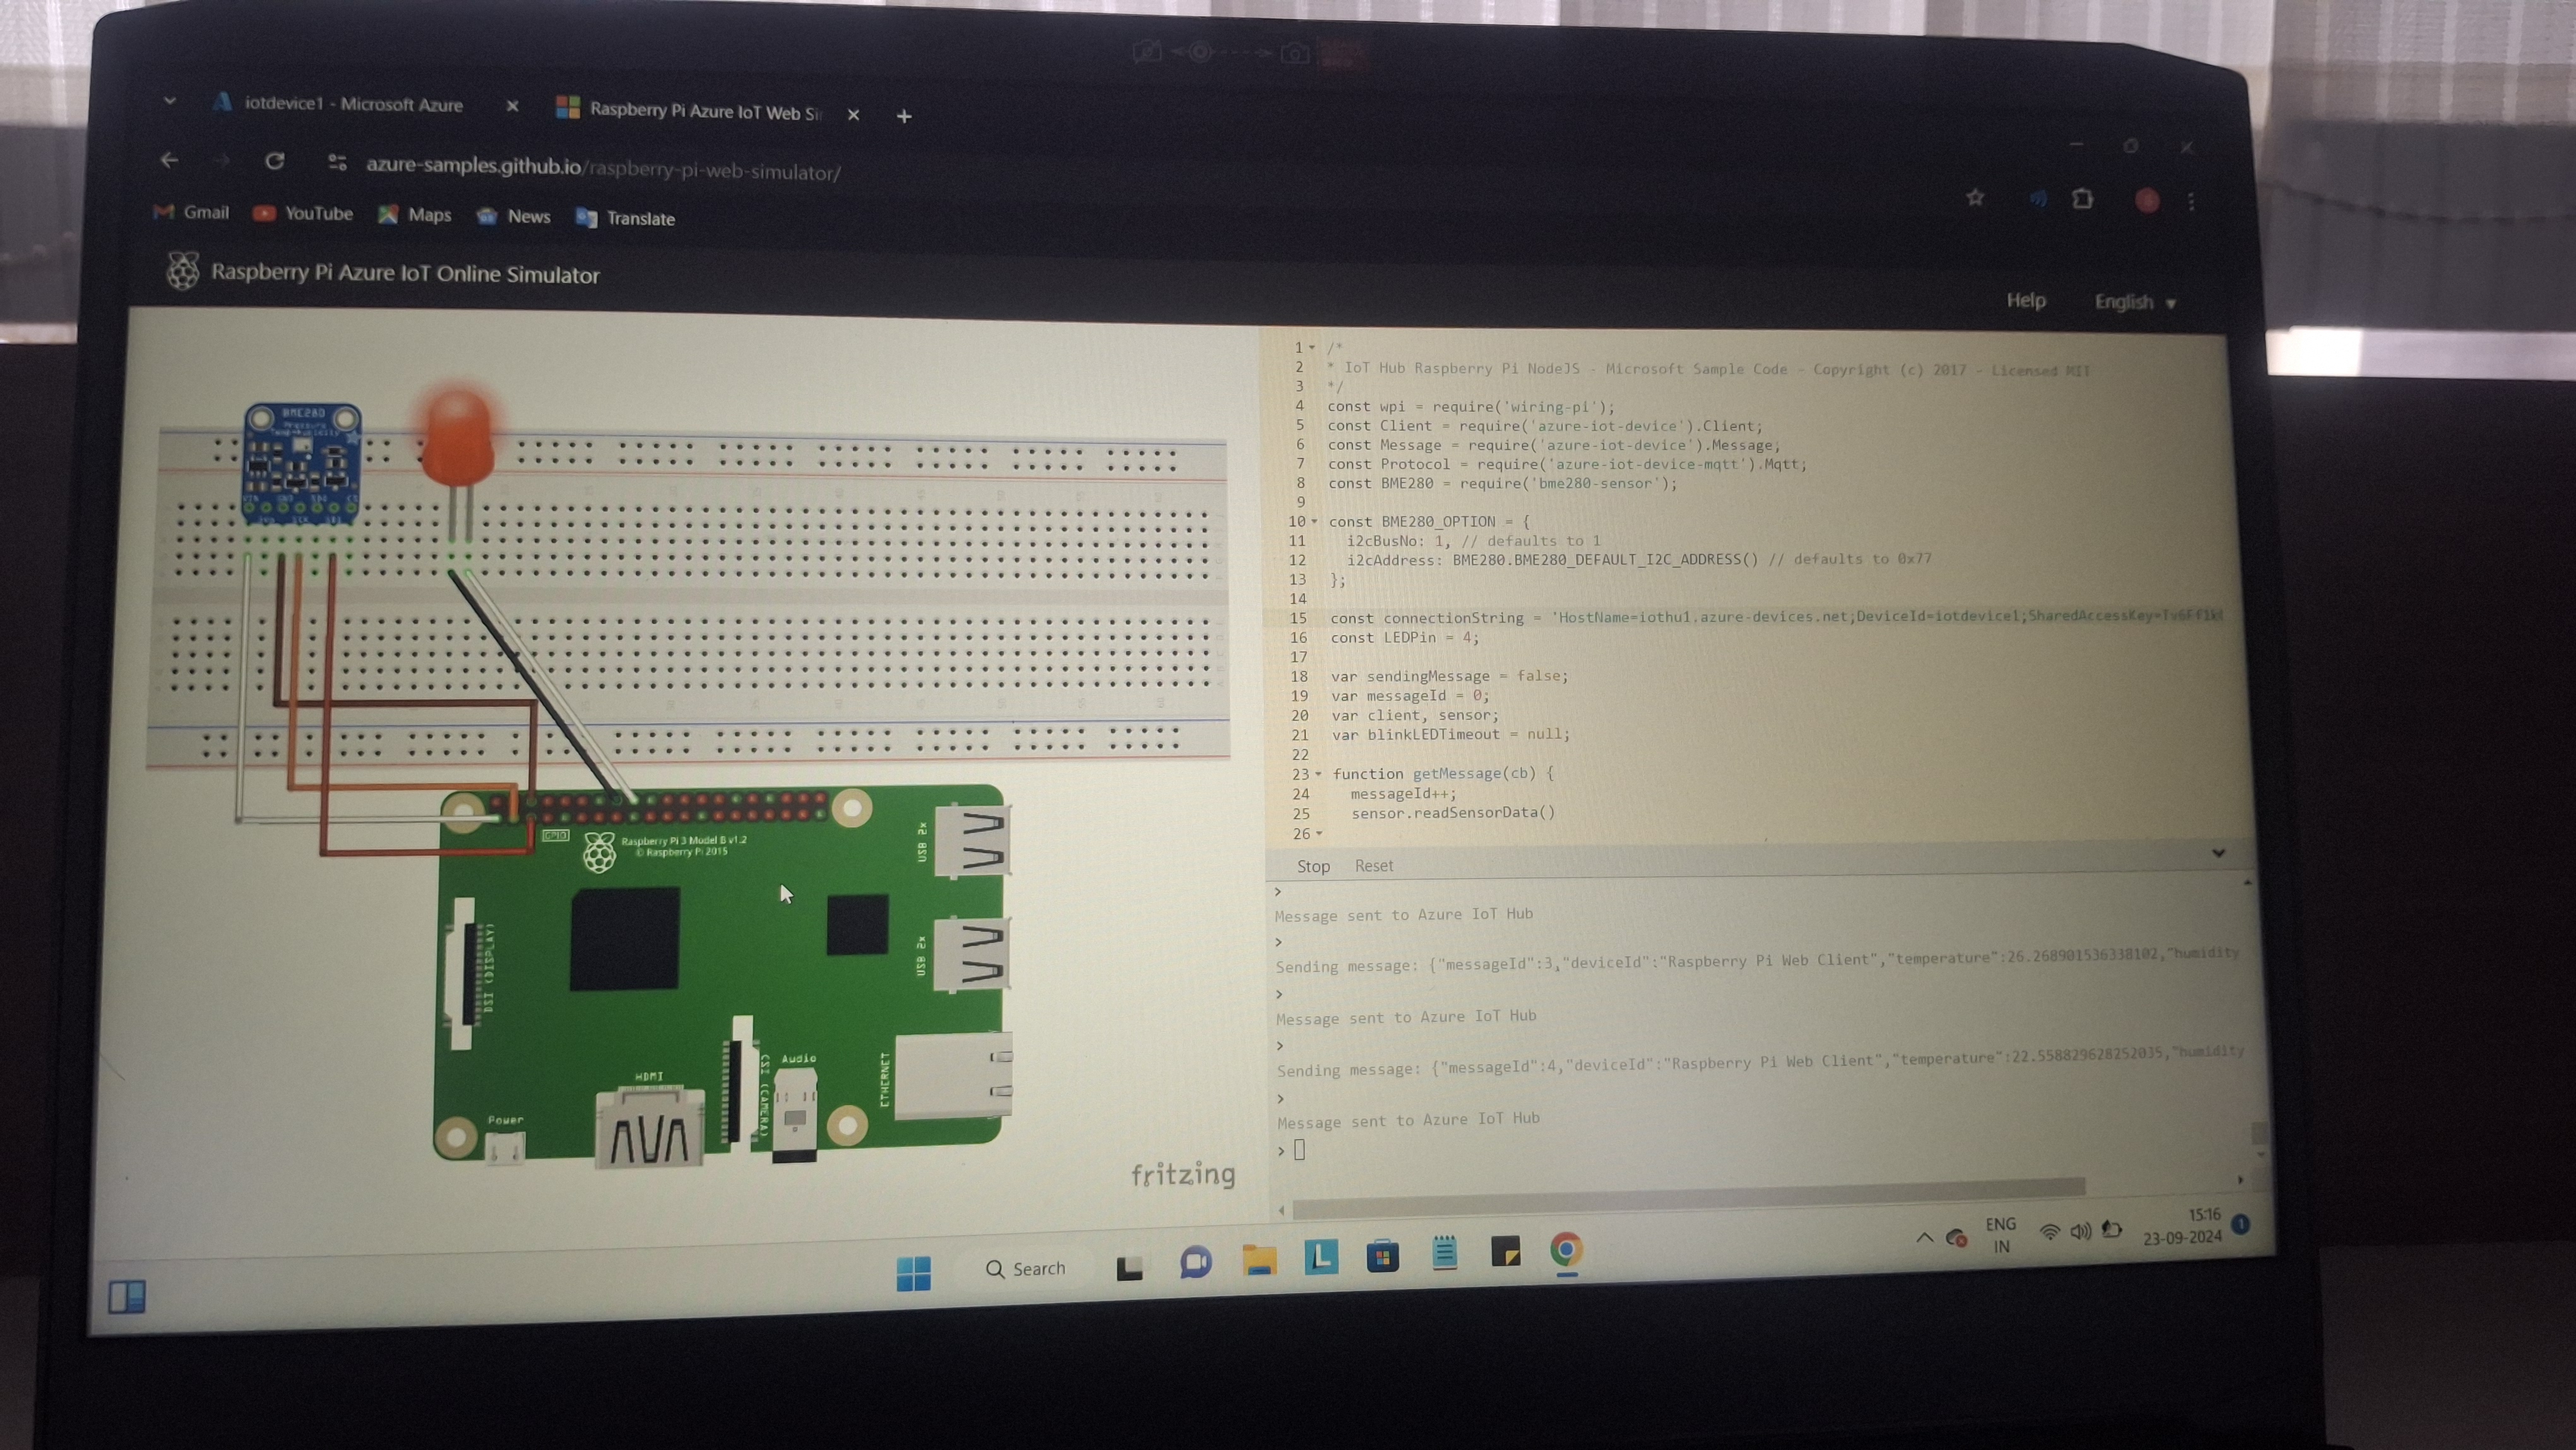 iotdevice1 - Microsoft Azure
Raspberry Pi Azure IoT Web Si
azure-samples.github.io/raspberry-pi-web-simulator/
Gmail YouTube Maps News Translate
Raspberry Pi Azure IoT Online Simulator
Help English
BME280
Raspberry Pi 3 Model B v1.2
© Raspberry Pi 2015
GPIO
USB 2x
USB 2x
DSI (DISPLAY)
CSI (CAMERA)
Audio
ETHERNET
HDMI
Power
fritzing
1 /*
2 * IoT Hub Raspberry Pi NodeJS - Microsoft Sample Code - Copyright (c) 2017 - Licensed MIT
3 */
4 const wpi = require('wiring-pi');
5 const Client = require('azure-iot-device').Client;
6 const Message = require('azure-iot-device').Message;
7 const Protocol = require('azure-iot-device-mqtt').Mqtt;
8 const BME280 = require('bme280-sensor');
9
10 const BME280_OPTION = {
11 i2cBusNo: 1, // defaults to 1
12 i2cAddress: BME280.BME280_DEFAULT_I2C_ADDRESS() // defaults to 0x77
13 };
14
15 const connectionString = 'HostName=iothu1.azure-devices.net;DeviceId=iotdevice1;SharedAccessKey=
16 const LEDPin = 4;
17
18 var sendingMessage = false;
19 var messageId = 0;
20 var client, sensor;
21 var blinkLEDTimeout = null;
22
23 function getMessage(cb) {
24 messageId++;
25 sensor.readSensorData()
26
Stop Reset
>
Message sent to Azure IoT Hub
>
Sending message: {"messageId":3,"deviceId":"Raspberry Pi Web Client","temperature":26.268901536338102,"humidity
>
Message sent to Azure IoT Hub
>
Sending message: {"messageId":4,"deviceId":"Raspberry Pi Web Client","temperature":22.558829628252035,"humidity
>
Message sent to Azure IoT Hub
>
Search
ENG
IN
15:16
23-09-2024
1